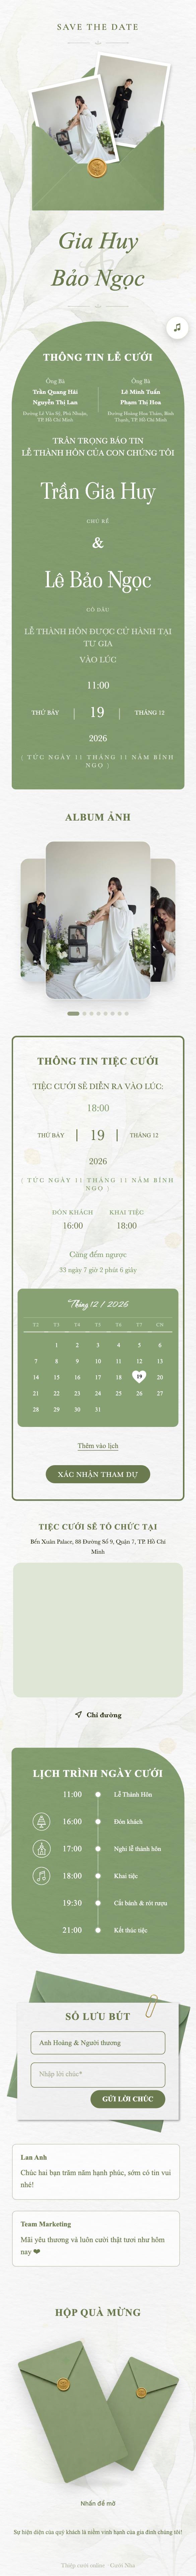 SAVE THE DATE
Gia Huy
Bảo Ngọc
THÔNG TIN LỄ CƯỚI
Ông Bà
Trần Quang Hải
Nguyễn Thị Lan
Đường Lê Văn Sỹ, Phú Nhuận,
TP. Hồ Chí Minh
Ông Bà
Lê Minh Tuấn
Phạm Thị Hoa
Đường Hoàng Hoa Thám, Bình
Thạnh, TP. Hồ Chí Minh
TRÂN TRỌNG BÁO TIN
LỄ THÀNH HÔN CỦA CON CHÚNG TÔI
Trần Gia Huy
CHÚ RỂ
&
Lê Bảo Ngọc
CÔ DÂU
LỄ THÀNH HÔN ĐƯỢC CỬ HÀNH TẠI
TƯ GIA
VÀO LÚC
11:00
THỨ BẢY 19 THÁNG 12
2026
( TỨC NGÀY 11 THÁNG 11 NĂM BÍNH
NGỌ )
ALBUM ẢNH
THÔNG TIN TIỆC CƯỚI
TIỆC CƯỚI SẼ DIỄN RA VÀO LÚC:
18:00
THỨ BẢY 19 THÁNG 12
2026
( TỨC NGÀY 11 THÁNG 11 NĂM BÍNH
NGỌ )
ĐÓN KHÁCH KHAI TIỆC
16:00 18:00
Cùng đếm ngược
33 ngày 7 giờ 2 phút 6 giây
Tháng 12 / 2026
T2 T3 T4 T5 T6 T7 CN
1 2 3 4 5 6
7 8 9 10 11 12 13
14 15 16 17 18 19 20
21 22 23 24 25 26 27
28 29 30 31
Thêm vào lịch
XÁC NHẬN THAM DỰ
TIỆC CƯỚI SẼ TỔ CHỨC TẠI
Bến Xuân Palace, 88 Đường Số 9, Quận 7, TP. Hồ Chí
Minh
Chỉ đường
LỊCH TRÌNH NGÀY CƯỚI
11:00 Lễ Thành Hôn
16:00 Đón khách
17:00 Nghi lễ thành hôn
18:00 Khai tiệc
19:30 Cắt bánh & rót rượu
21:00 Kết thúc tiệc
SỔ LƯU BÚT
Anh Hoàng & Người thương
Nhập lời chúc*
GỬI LỜI CHÚC
Lan Anh
Chúc hai bạn trăm năm hạnh phúc, sớm có tin vui
nhé!
Team Marketing
Mãi yêu thương và luôn cười thật tươi như hôm
nay ❤
HỘP QUÀ MỪNG
Nhấn để mở
Sự hiện diện của quý khách là niềm vinh hạnh của gia đình chúng tôi!
Thiệp cưới online · Cưới Nha